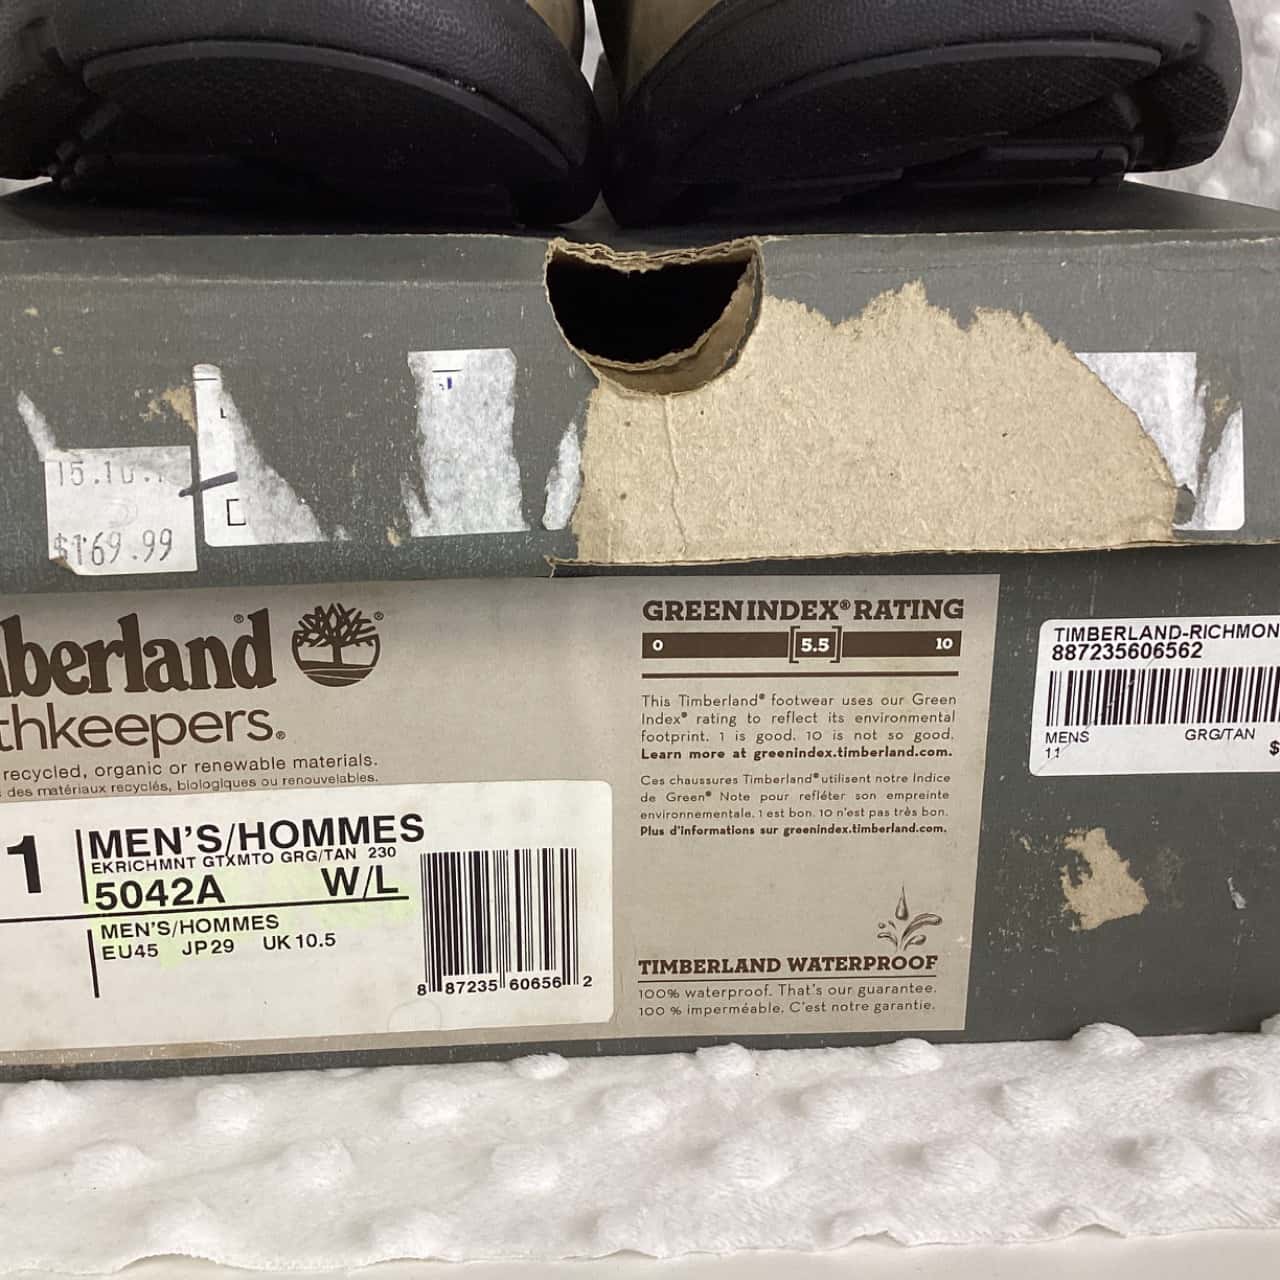 $169.99
berland®
®
thkeepers®
recycled, organic or renewable materials.
des matériaux recyclés, biologiques ou renouvelables.
1
MEN'S/HOMMES
EKRICHMNT GTXMTO GRG/TAN 230
5042A W/L
MEN'S/HOMMES
EU45 JP29 UK 10.5
8 87235 60656 2
GREEN INDEX® RATING
0 5.5 10
This Timberland® footwear uses our Green
Index® rating to reflect its environmental
footprint. 1 is good. 10 is not so good.
Learn more at greenindex.timberland.com.
Ces chaussures Timberland® utilisent notre Indice
de Green® Note pour refléter son empreinte
environnementale. 1 est bon. 10 n'est pas très bon.
Plus d'informations sur greenindex.timberland.com.
TIMBERLAND WATERPROOF
100% waterproof. That's our guarantee.
100 % imperméable. C'est notre garantie.
TIMBERLAND-RICHMON
887235606562
MENS GRG/TAN
11 $